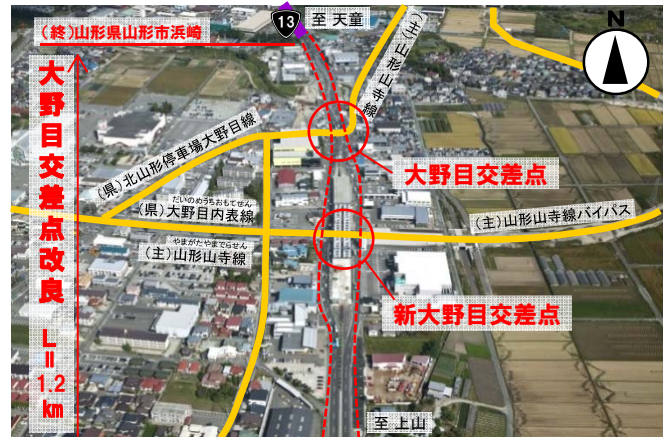 13
至 天童
N
(終)山形県山形市浜崎
(主)山形山寺線
大野目交差点改良 L=1.2km
(県)北山形停車場大野目線
大野目交差点
だいのめうちおもてせん
(県)大野目内表線
(主)山形山寺線バイパス
やまがたやまでらせん
(主)山形山寺線
新大野目交差点
至 上山